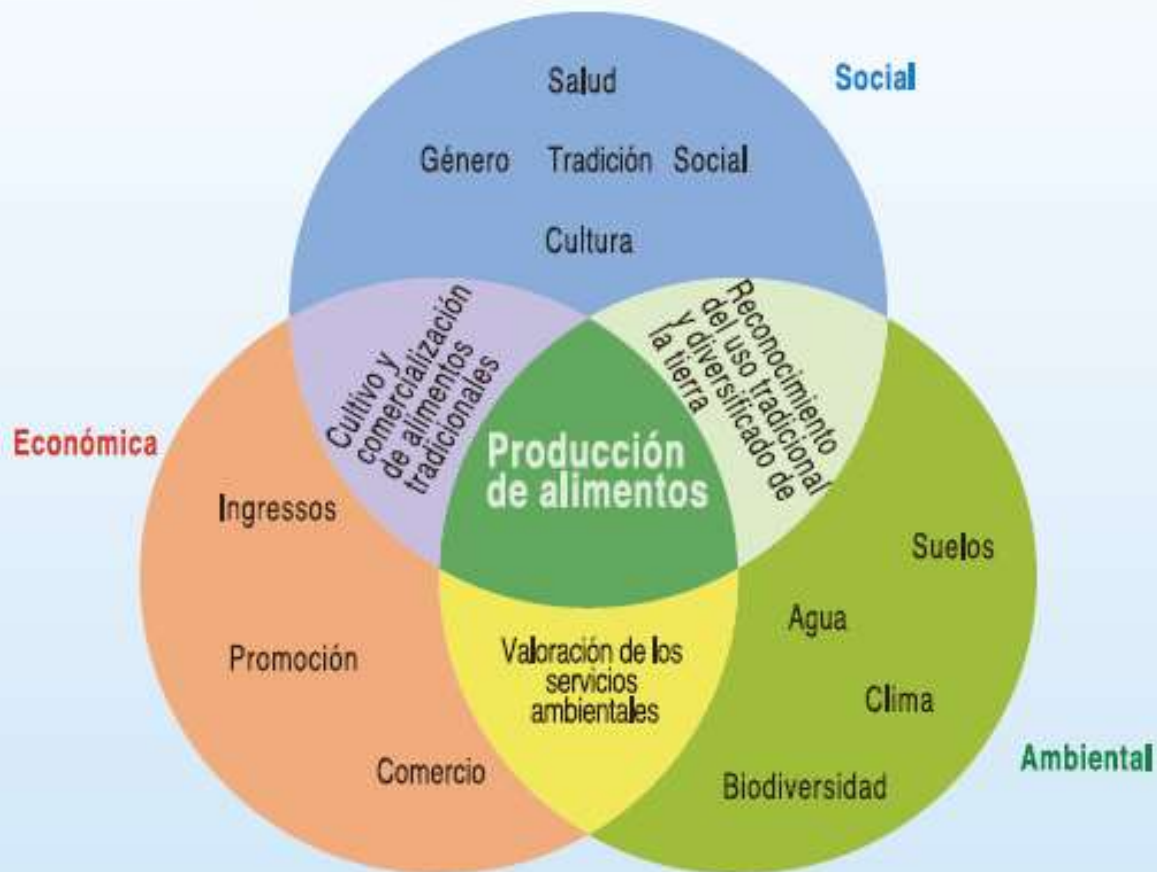 Social
Salud
Género Tradición Social
Cultura
Cultivo y
comercialización
de alimentos
tradicionales
Reconocimiento
del uso tradicional
y diversificado de
la tierra
Económica
Producción
de alimentos
Ingressos
Promoción
Comercio
Valoración de los
servicios
ambientales
Suelos
Agua
Clima
Biodiversidad
Ambiental